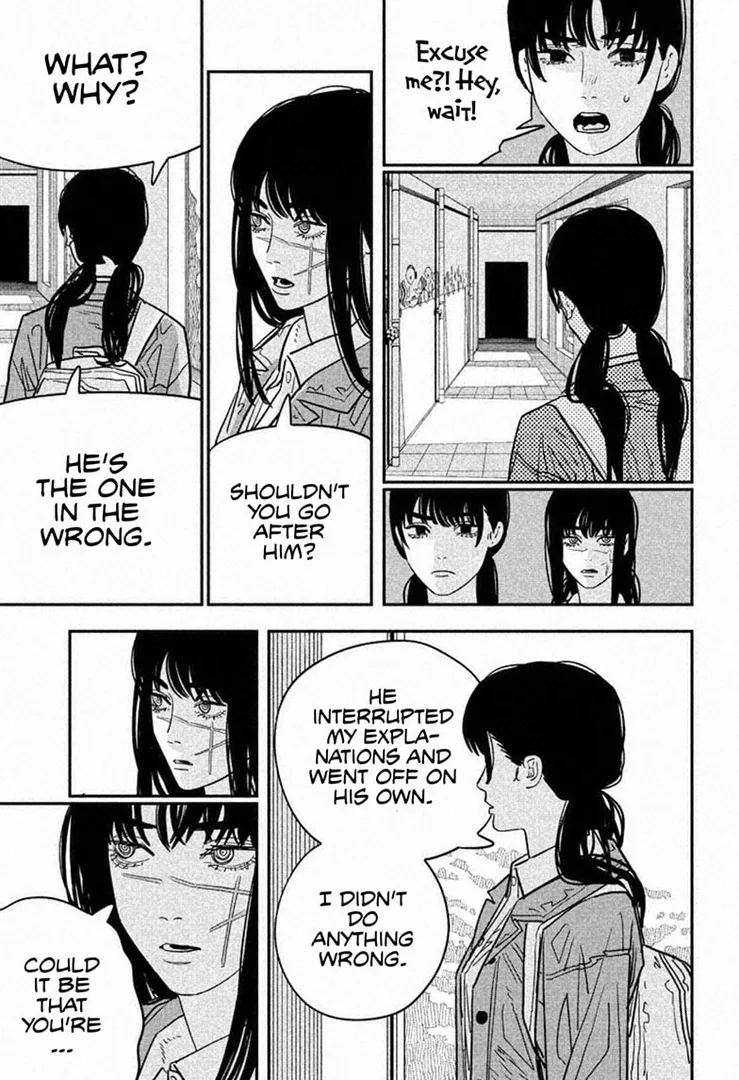 Excuse
me?! Hey,
wait!
SHOULDN'T
YOU GO
AFTER
HIM?
WHAT?
WHY?
HE'S
THE ONE
IN THE
WRONG.
HE
INTERRUPTED
MY EXPLA-
NATIONS AND
WENT OFF ON
HIS OWN.
I DIDN'T
DO
ANYTHING
WRONG.
COULD
IT BE
THAT
YOU'RE
...